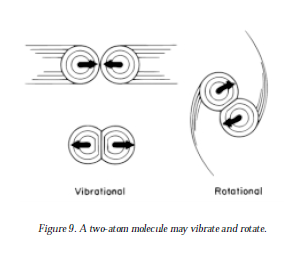 Vibrational
Rotational
Figure 9. A two-atom molecule may vibrate and rotate.